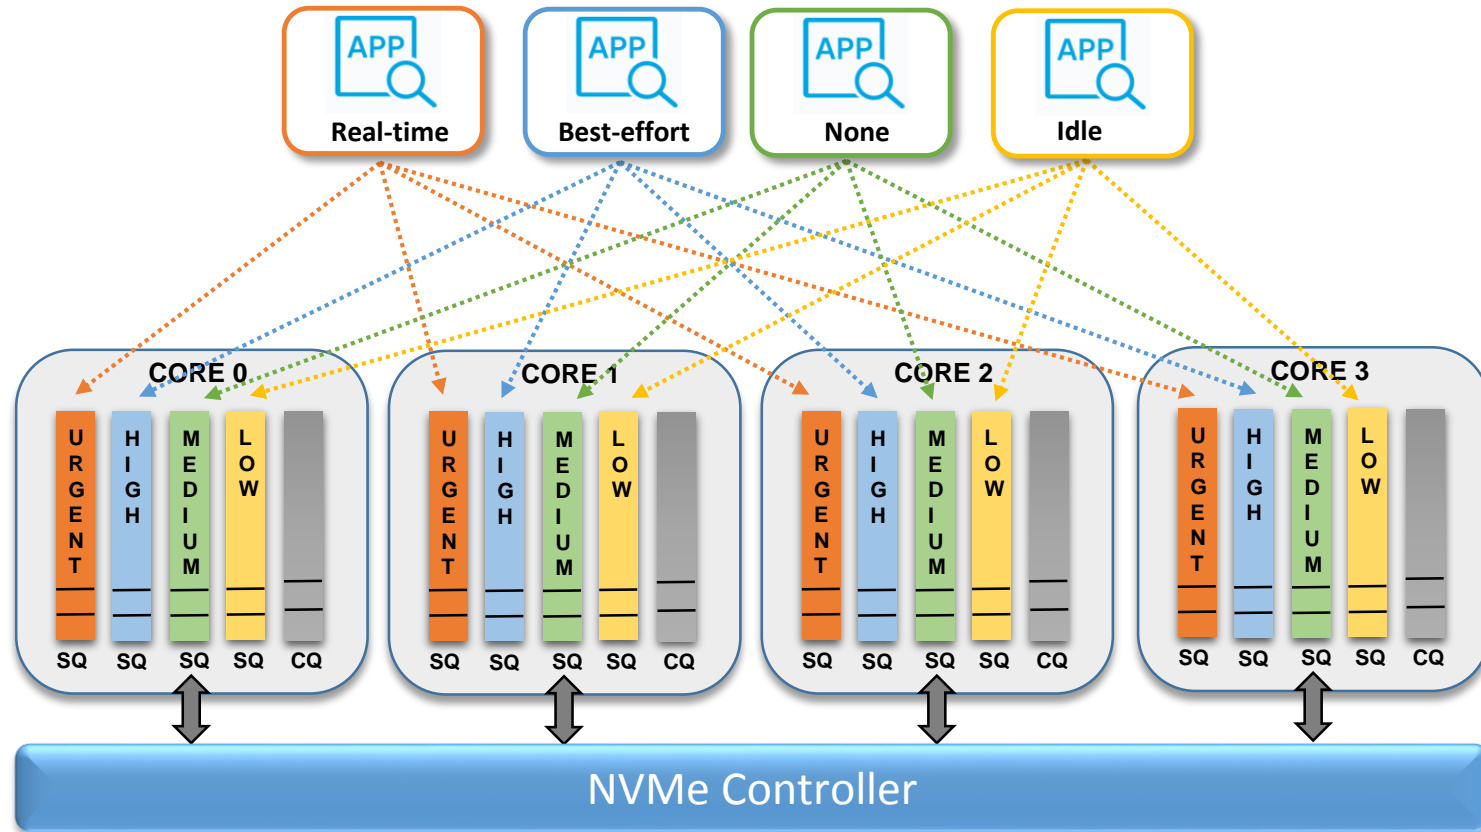 APP APP APP APP
Real-time Best-effort None Idle
CORE 0 CORE 1 CORE 2 CORE 3
URGENT HIGH MEDIUM LOW URGENT HIGH MEDIUM LOW URGENT HIGH MEDIUM LOW URGENT HIGH MEDIUM LOW
SQ SQ SQ SQ CQ SQ SQ SQ SQ CQ SQ SQ SQ SQ CQ SQ SQ SQ SQ CQ
NVMe Controller